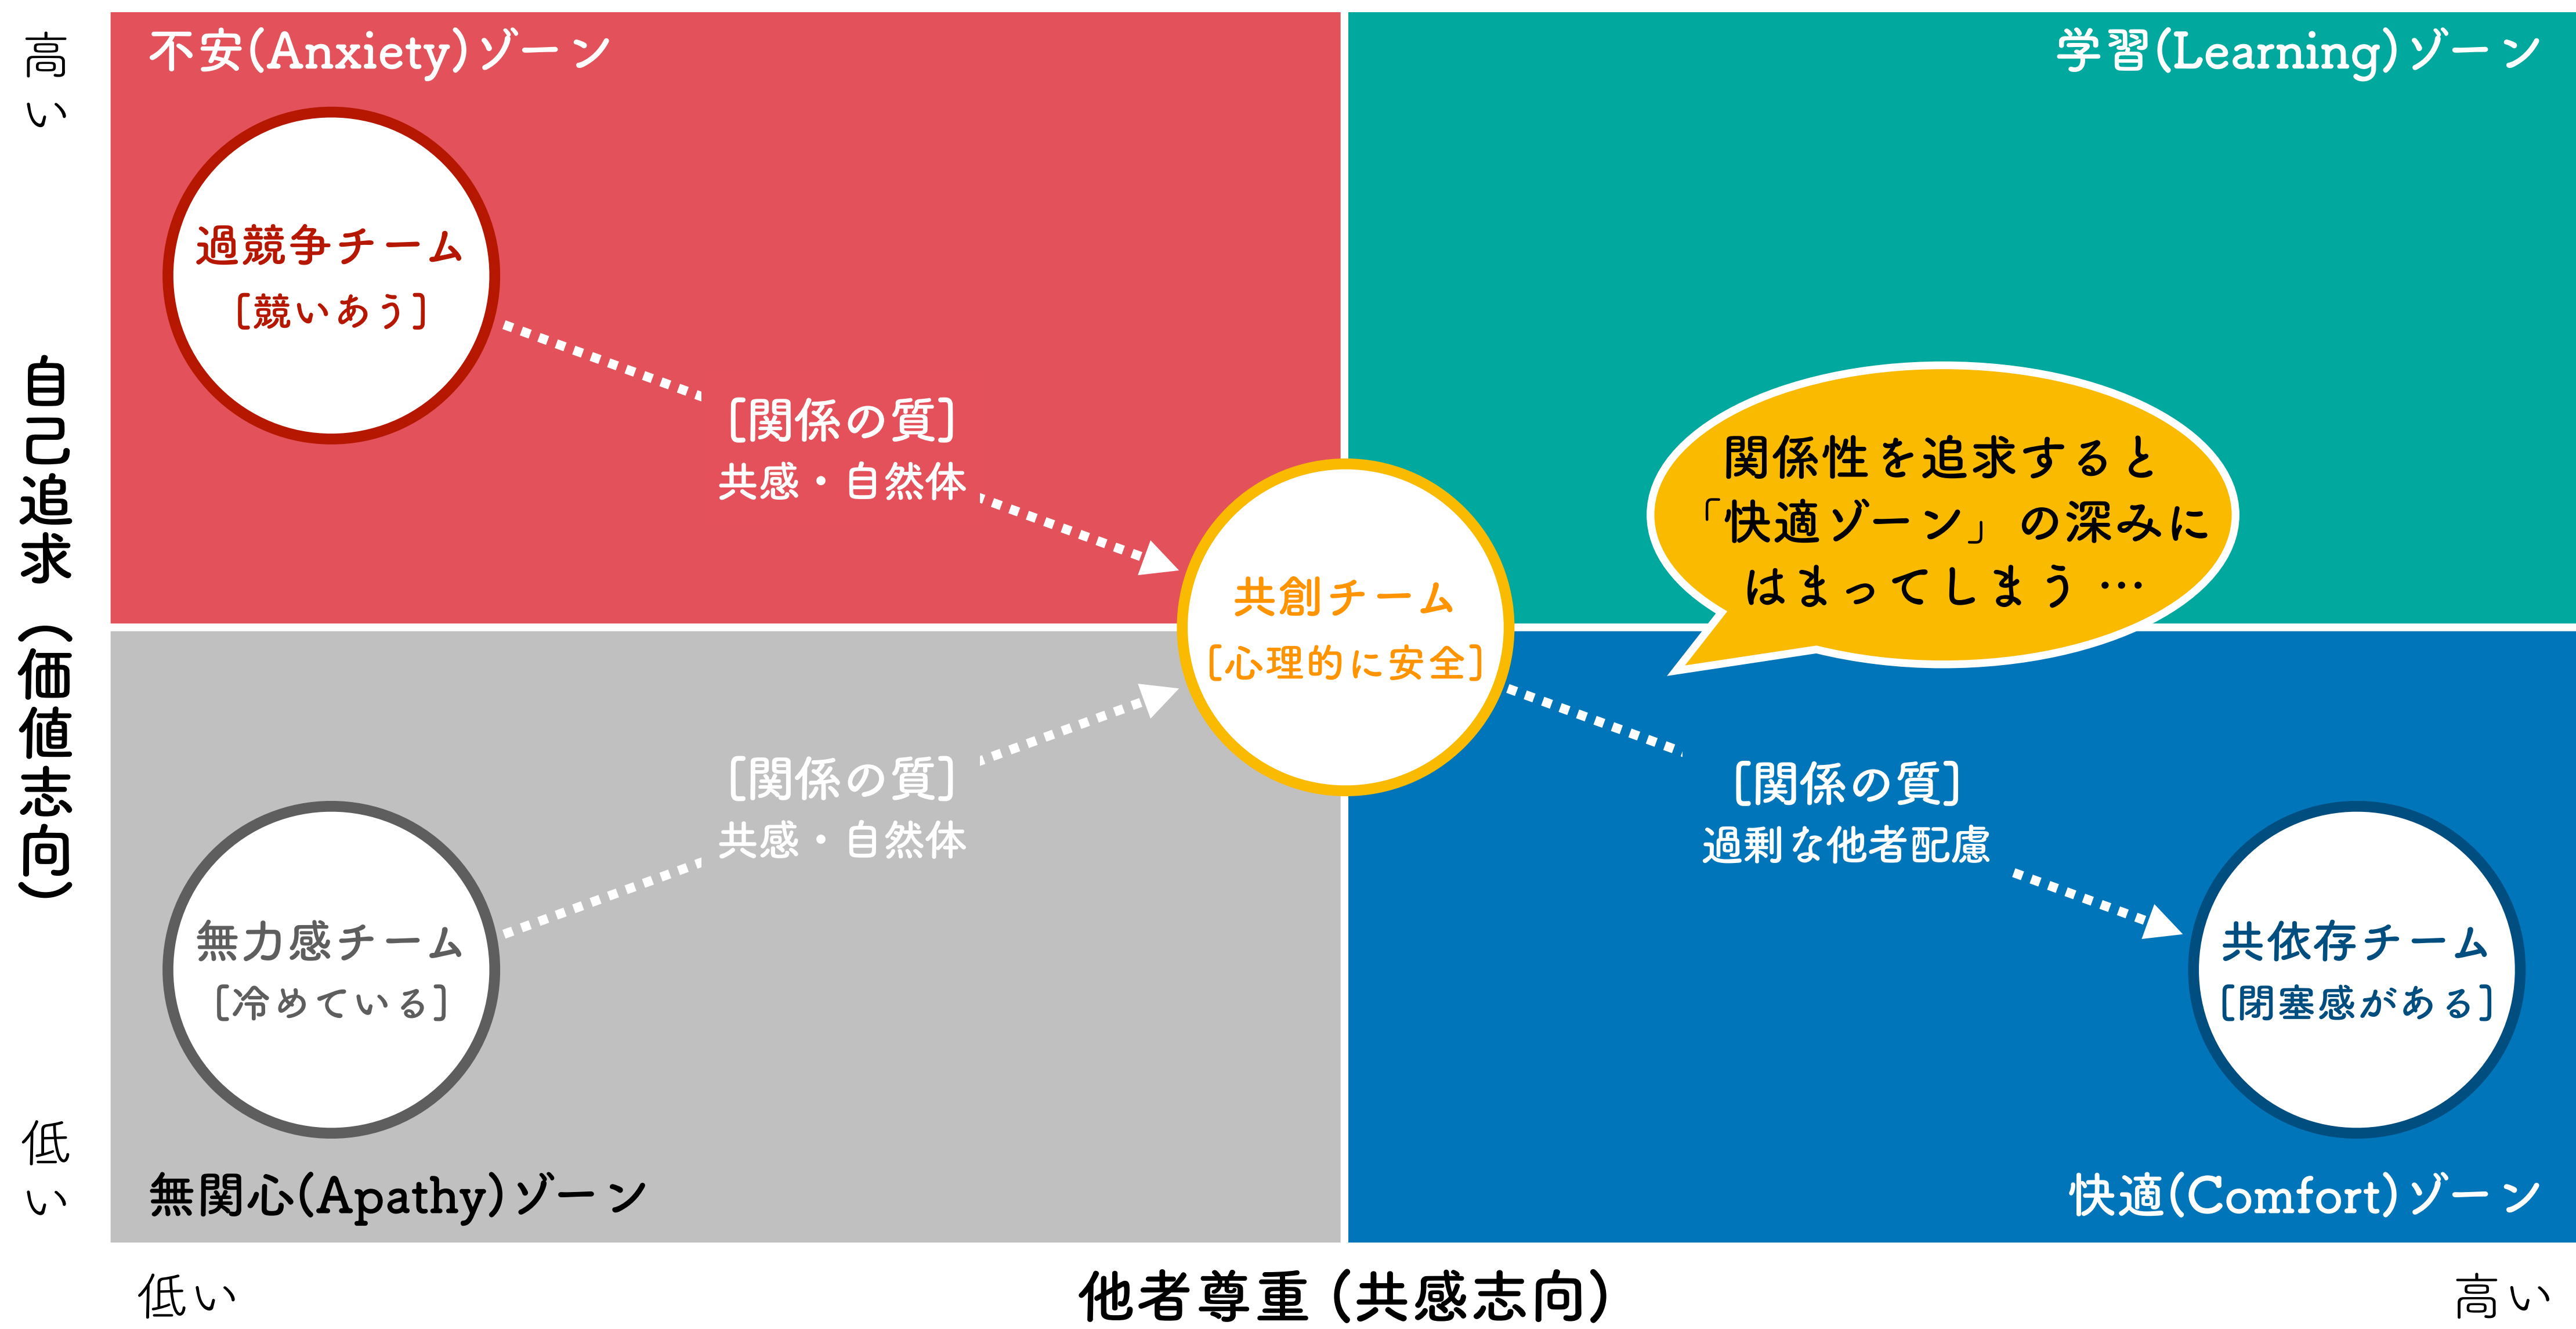 高い
不安(Anxiety)ゾーン
学習(Learning)ゾーン
過競争チーム
[競いあう]
[関係の質]
共感・自然体
関係性を追求すると
「快適ゾーン」の深みに
はまってしまう …
自己追求(価値志向)
共創チーム
[心理的に安全]
[関係の質]
共感・自然体
[関係の質]
過剰な他者配慮
無力感チーム
[冷めている]
共依存チーム
[閉塞感がある]
低い
無関心(Apathy)ゾーン
快適(Comfort)ゾーン
低い
他者尊重(共感志向)
高い